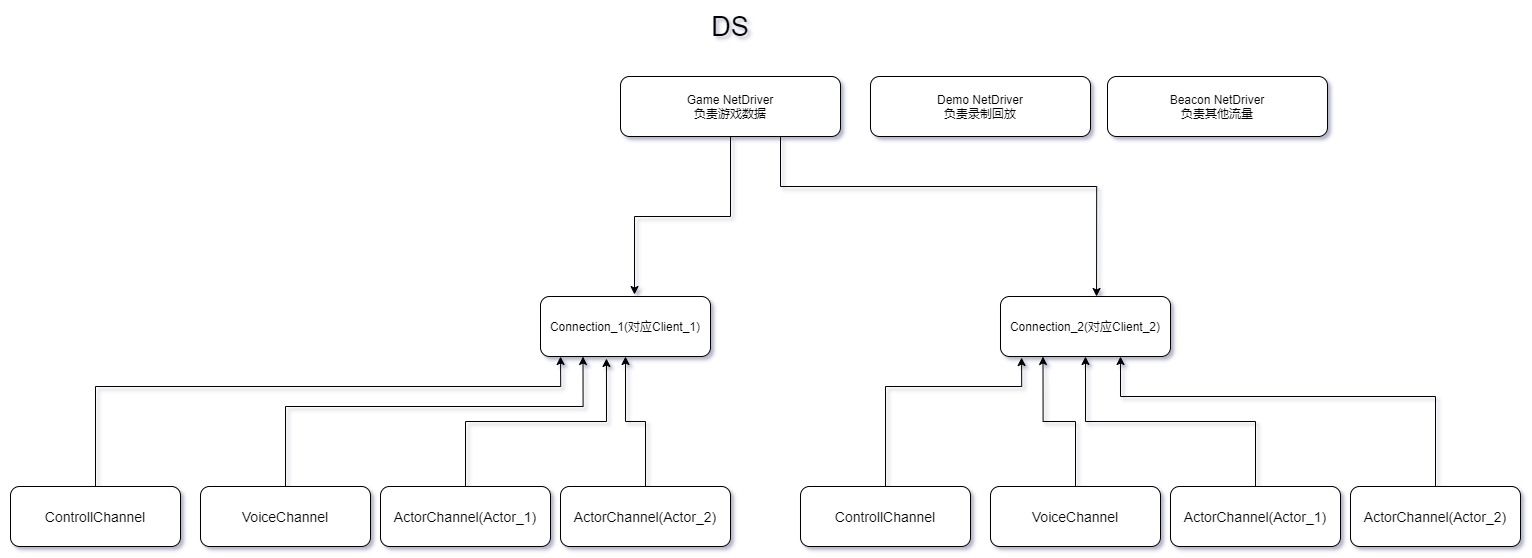 DS
Game NetDriver
负责游戏数据
Demo NetDriver
负责录制回放
Beacon NetDriver
负责其他流量
Connection_1(对应Client_1)
Connection_2(对应Client_2)
ControllChannel
VoiceChannel
ActorChannel(Actor_1)
ActorChannel(Actor_2)
ControllChannel
VoiceChannel
ActorChannel(Actor_1)
ActorChannel(Actor_2)